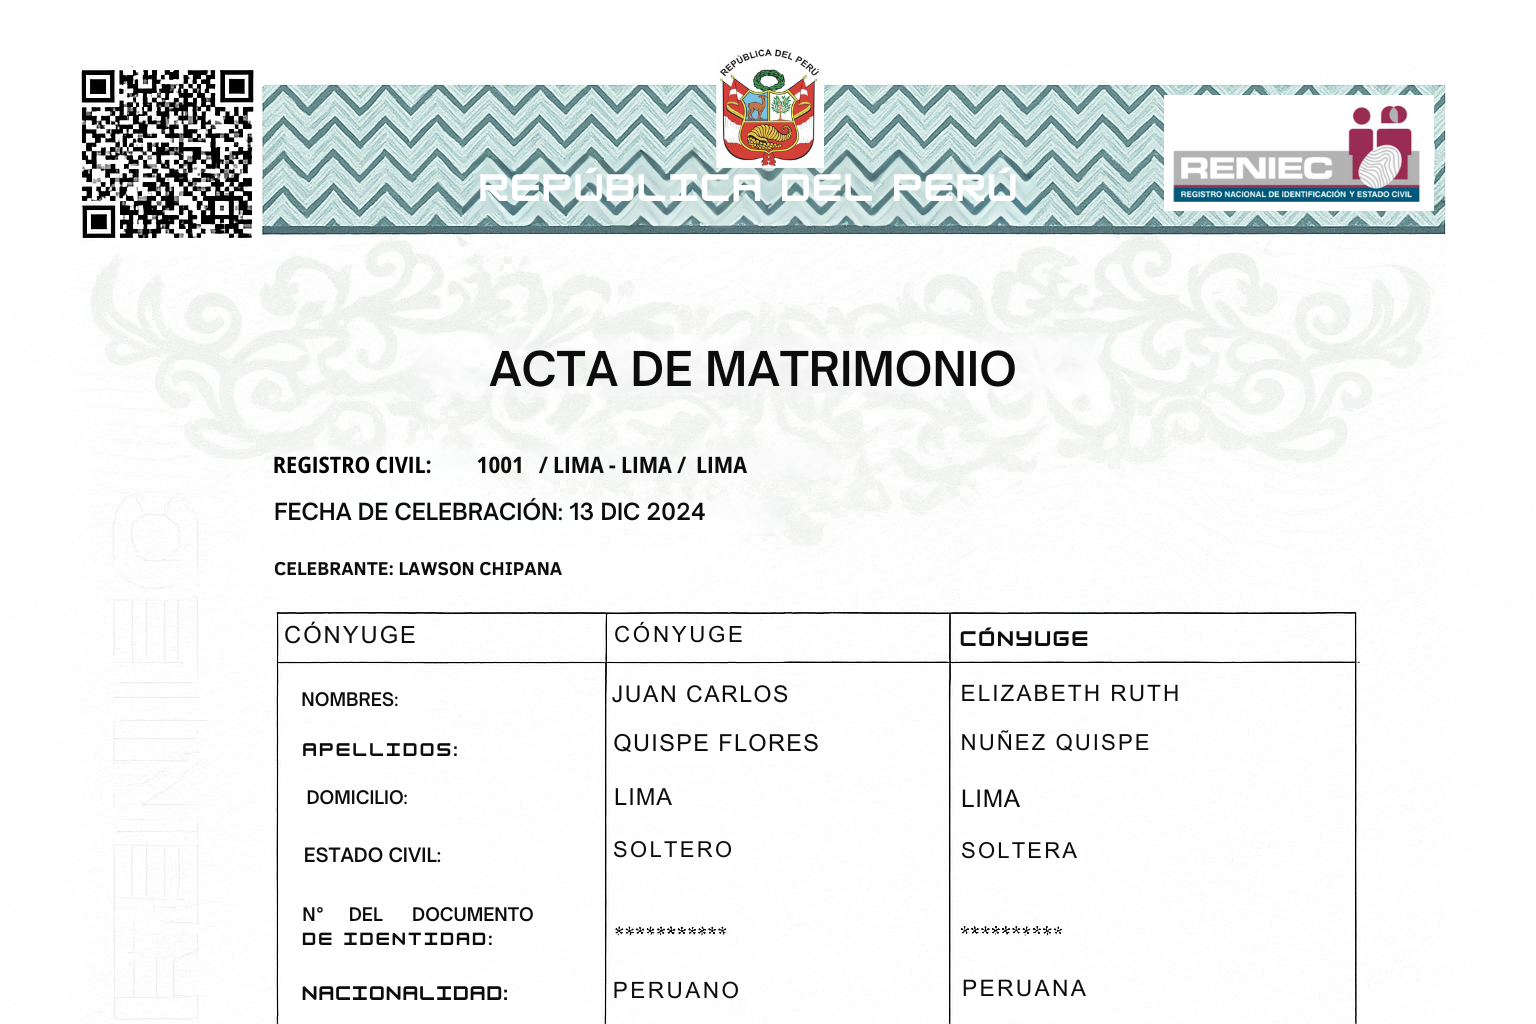 REPÚBLICA DEL PERÚ
REPÚBLICA DEL PERÚ
RENIEC
REGISTRO NACIONAL DE IDENTIFICACIÓN Y ESTADO CIVIL
ACTA DE MATRIMONIO
REGISTRO CIVIL: 1001 / LIMA - LIMA / LIMA
FECHA DE CELEBRACIÓN: 13 DIC 2024
CELEBRANTE: LAWSON CHIPANA
CÓNYUGE CÓNYUGE CÓNYUGE
NOMBRES: JUAN CARLOS ELIZABETH RUTH
APELLIDOS: QUISPE FLORES NUÑEZ QUISPE
DOMICILIO: LIMA LIMA
ESTADO CIVIL: SOLTERO SOLTERA
N° DEL DOCUMENTO
DE IDENTIDAD: *********** **********
NACIONALIDAD: PERUANO PERUANA
RENIEC